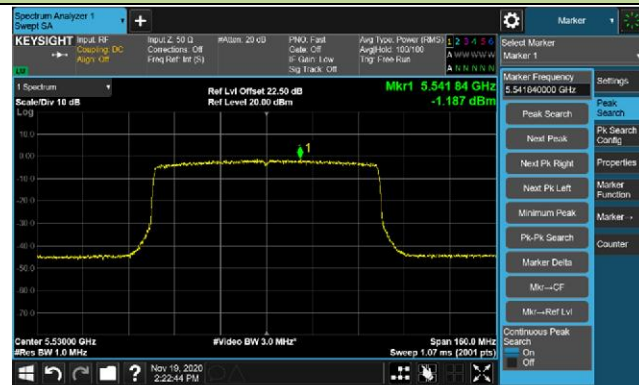 Spectrum Analyzer 1
Swept SA
Marker
KEYSIGHT
Input: RF
Coupling: DC
Align: Off
Input Z: 50 Ω
Corrections: Off
Freq Ref: Int (S)
#Atten: 20 dB
PNO: Fast
Gate: Off
IF Gain: Low
Sig Track: Off
Avg Type: Power (RMS)
Avg|Hold: 100/100
Trig: Free Run
1 2 3 4 5 6
A W W W W W
A N N N N N
LXI
Select Marker
Marker 1
1 Spectrum
Scale/Div 10 dB
Log
Ref Lvl Offset 22.50 dB
Ref Level 20.00 dBm
Mkr1 5.541 84 GHz
-1.187 dBm
10.0
0.00
-10.0
-20.0
-30.0
-40.0
-50.0
-60.0
-70.0
1
Center 5.53000 GHz
#Res BW 1.0 MHz
#Video BW 3.0 MHz*
Span 160.0 MHz
Sweep 1.07 ms (2001 pts)
Marker Frequency
5.541840000 GHz
Peak Search
Next Peak
Next Pk Right
Next Pk Left
Minimum Peak
Pk-Pk Search
Marker Delta
Mkr→CF
Mkr→Ref Lvl
Continuous Peak
Search
On
Off
Settings
Peak
Search
Pk Search
Config
Properties
Marker
Function
Marker→
Counter
?
Nov 19, 2020
2:22:44 PM